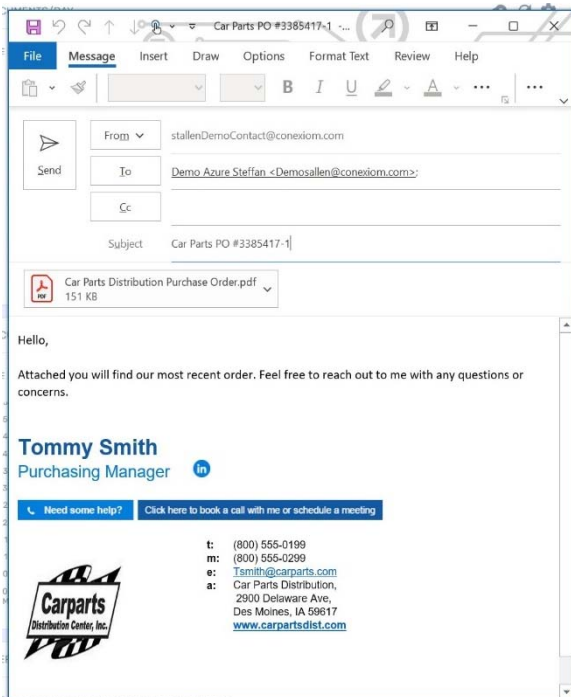 Car Parts PO #3385417-1 -...
File Message Insert Draw Options Format Text Review Help
B I U A
From
stallenDemoContact@conexiom.com
Send
To
Demo Azure Steffan <Demosallen@conexiom.com>;
Cc
Subject
Car Parts PO #3385417-1
PDF
Car Parts Distribution Purchase Order.pdf
151 KB
Hello,
Attached you will find our most recent order. Feel free to reach out to me with any questions or
concerns.
Tommy Smith
Purchasing Manager in
Need some help? Click here to book a call with me or schedule a meeting
t: (800) 555-0199
m: (800) 555-0299
e: Tsmith@carparts.com
a: Car Parts Distribution,
2900 Delaware Ave,
Des Moines, IA 59617
www.carpartsdist.com
Carparts
Distribution Center, Inc.